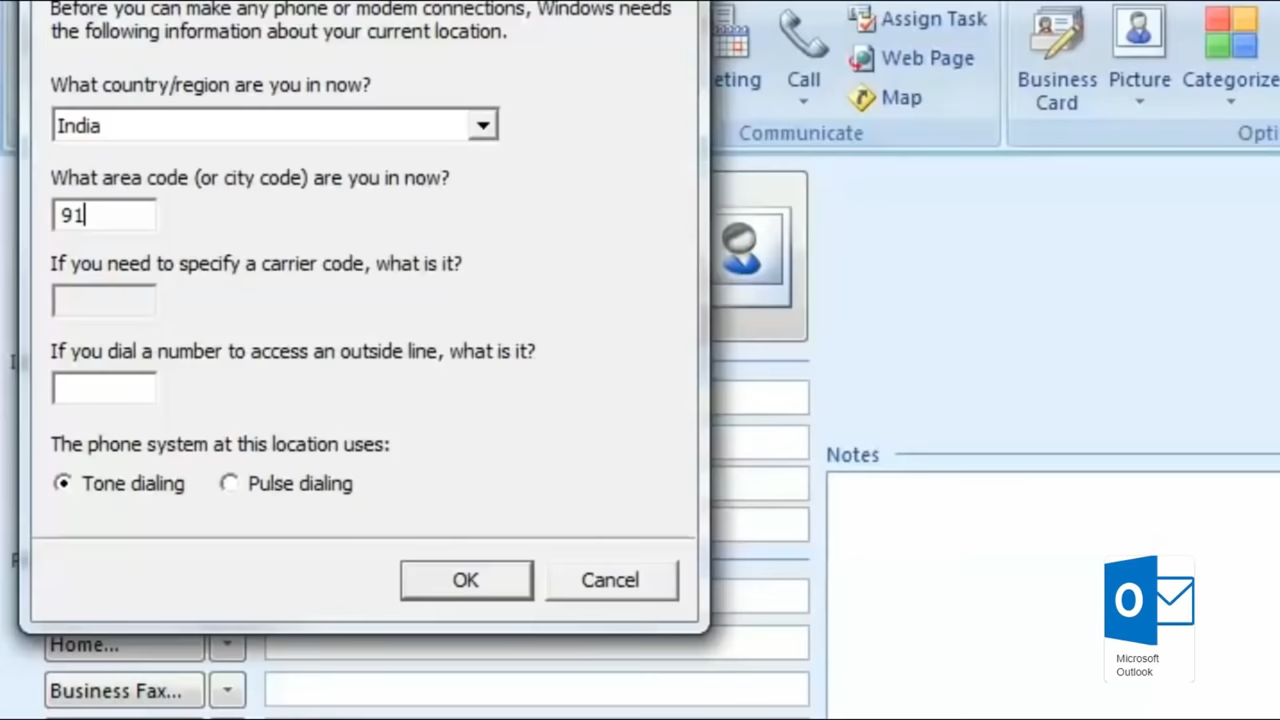 Before you can make any phone or modem connections, Windows needs
the following information about your current location.
What country/region are you in now?
India
What area code (or city code) are you in now?
91
If you need to specify a carrier code, what is it?
If you dial a number to access an outside line, what is it?
The phone system at this location uses:
Tone dialing
Pulse dialing
OK
Cancel
Home...
Business Fax...
eting
Call
Assign Task
Web Page
Map
Communicate
Business
Card
Picture
Categorize
Opti
Notes
O
Microsoft
Outlook